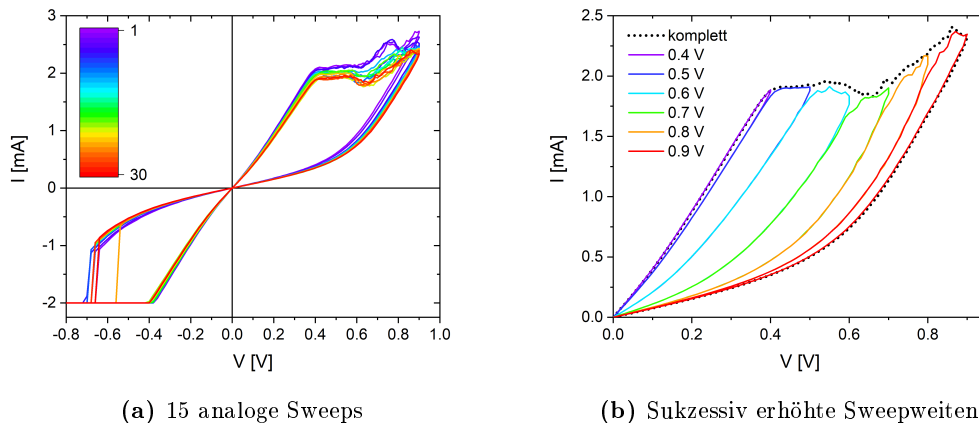 3
2
1
0
-1
-2
I [mA]
1
30
-0.8 -0.6 -0.4 -0.2 0.0 0.2 0.4 0.6 0.8 1.0
V [V]
(a) 15 analoge Sweeps
2.5
2.0
1.5
1.0
0.5
0.0
I [mA]
komplett
0.4 V
0.5 V
0.6 V
0.7 V
0.8 V
0.9 V
0.0 0.2 0.4 0.6 0.8
V [V]
(b) Sukzessiv erhöhte Sweepweiten